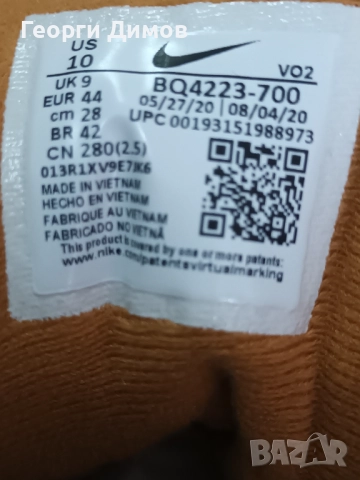 Георги Димов
US
10
UK 9
EUR 44
cm 28
BR 42
CN 280(2.5)
VO2
BQ4223-700
05/27/20 08/04/20
UPC 00193151988973
013R1XV9E7JK6
MADE IN VIETNAM
HECHO EN VIETNAM
FABRIQUE AU VIETNAM
FABRICADO NO VIETNÃ
This product is covered by one or more patents:
www.nike.com/patentsvirtualmarking
BAZAR